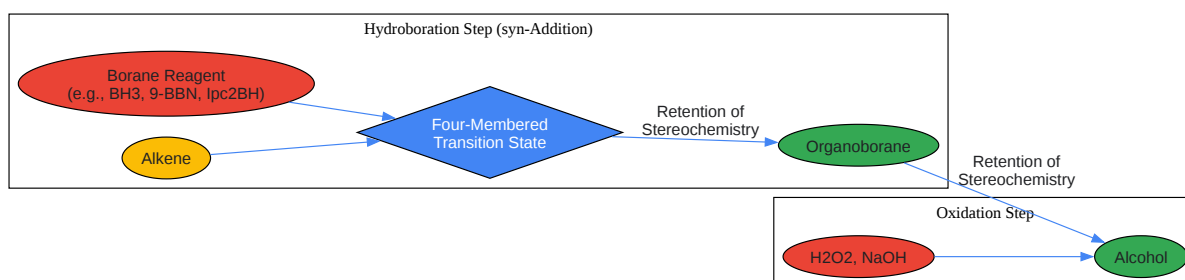 Hydroboration Step (syn-Addition)
Borane Reagent
(e.g., BH3, 9-BBN, Ipc2BH)
Alkene
Four-Membered
Transition State
Retention of
Stereochemistry
Organoborane
Retention of
Stereochemistry
Oxidation Step
H2O2, NaOH
Alcohol